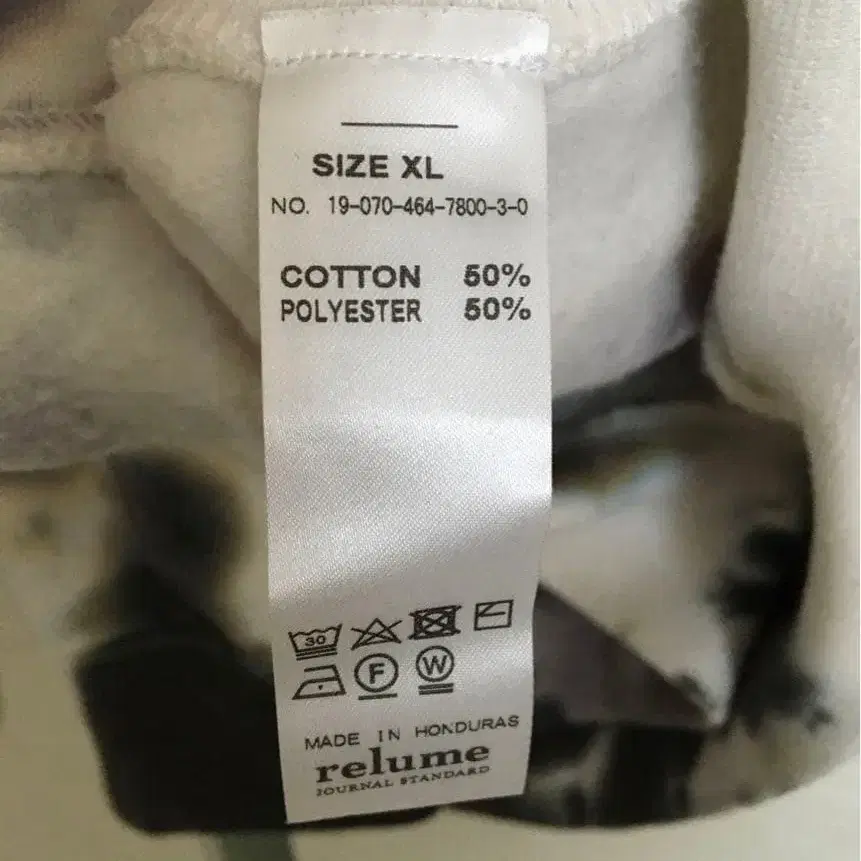 SIZE XL
NO. 19-070-464-7800-3-0
COTTON 50%
POLYESTER 50%
30
F W
MADE IN HONDURAS
relume
JOURNAL STANDARD